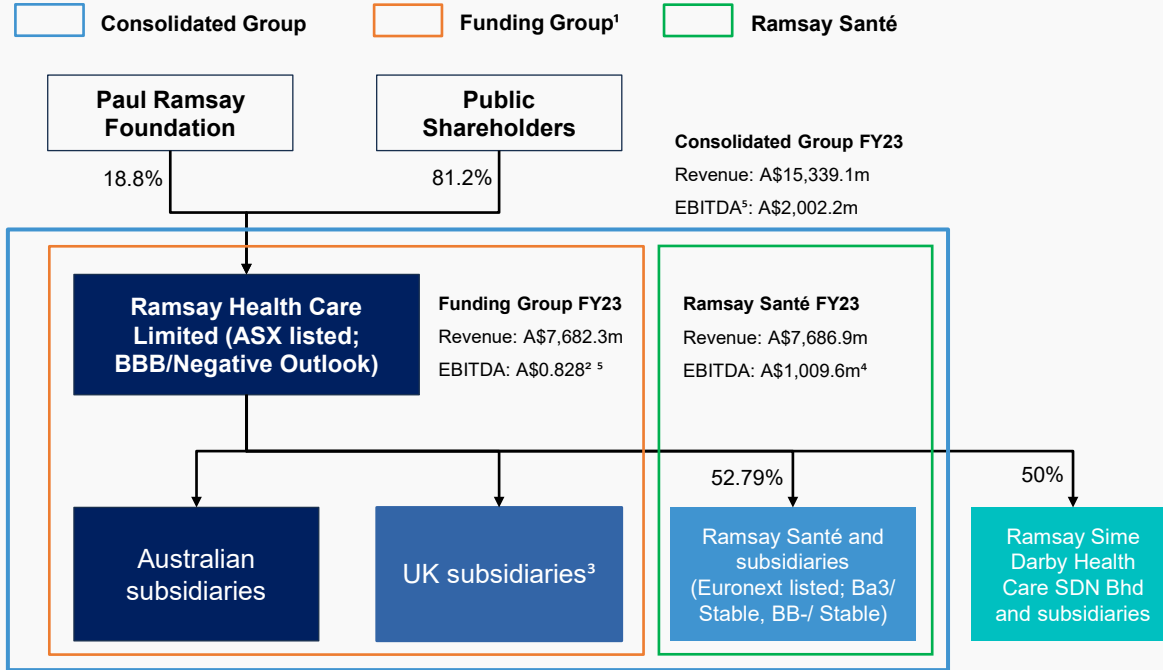 Consolidated Group
Funding Group¹
Ramsay Santé
Paul Ramsay
Foundation
Public
Shareholders
18.8%
81.2%
Consolidated Group FY23
Revenue: A$15,339.1m
EBITDA⁵: A$2,002.2m
Ramsay Health Care
Limited (ASX listed;
BBB/Negative Outlook)
Funding Group FY23
Revenue: A$7,682.3m
EBITDA: A$0.828² ⁵
Ramsay Santé FY23
Revenue: A$7,686.9m
EBITDA: A$1,009.6m⁴
52.79%
50%
Australian
subsidiaries
UK subsidiaries³
Ramsay Santé and
subsidiaries
(Euronext listed; Ba3/
Stable, BB-/ Stable)
Ramsay Sime
Darby Health
Care SDN Bhd
and subsidiaries